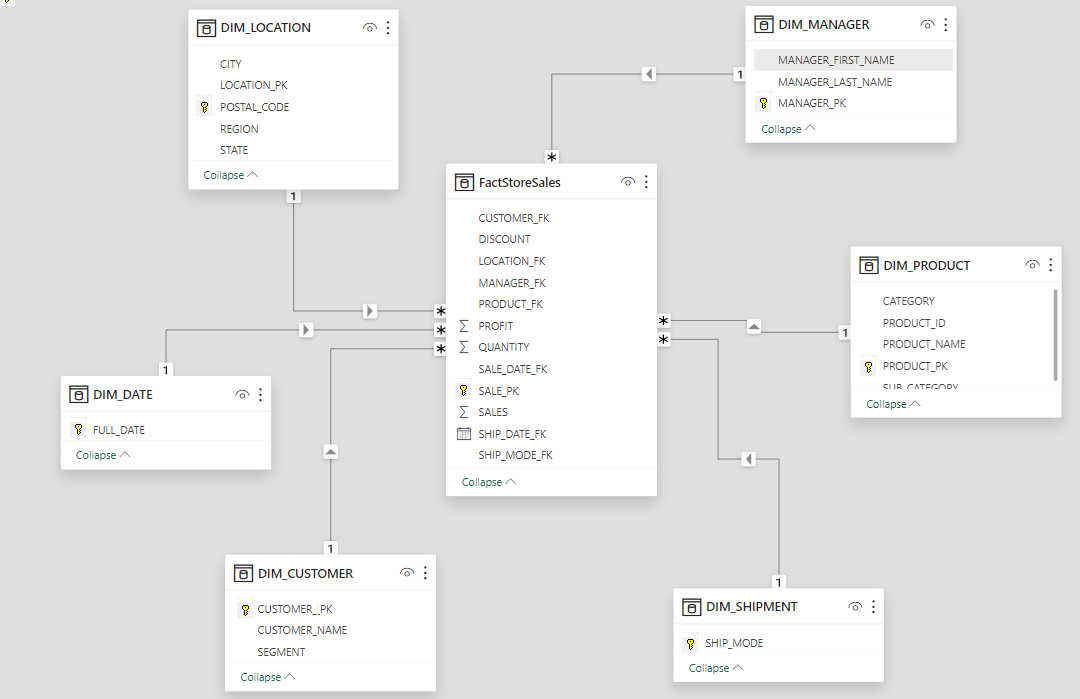 DIM_LOCATION
CITY
LOCATION_PK
POSTAL_CODE
REGION
STATE
Collapse
1
DIM_MANAGER
MANAGER_FIRST_NAME
MANAGER_LAST_NAME
MANAGER_PK
Collapse
1
*
FactStoreSales
CUSTOMER_FK
DISCOUNT
LOCATION_FK
MANAGER_FK
PRODUCT_FK
PROFIT
QUANTITY
SALE_DATE_FK
SALE_PK
SALES
SHIP_DATE_FK
SHIP_MODE_FK
Collapse
*
*
*
*
*
DIM_PRODUCT
CATEGORY
PRODUCT_ID
PRODUCT_NAME
PRODUCT_PK
SUB_CATEGORY
Collapse
1
1
DIM_DATE
FULL_DATE
Collapse
1
DIM_CUSTOMER
CUSTOMER_PK
CUSTOMER_NAME
SEGMENT
Collapse
1
DIM_SHIPMENT
SHIP_MODE
Collapse